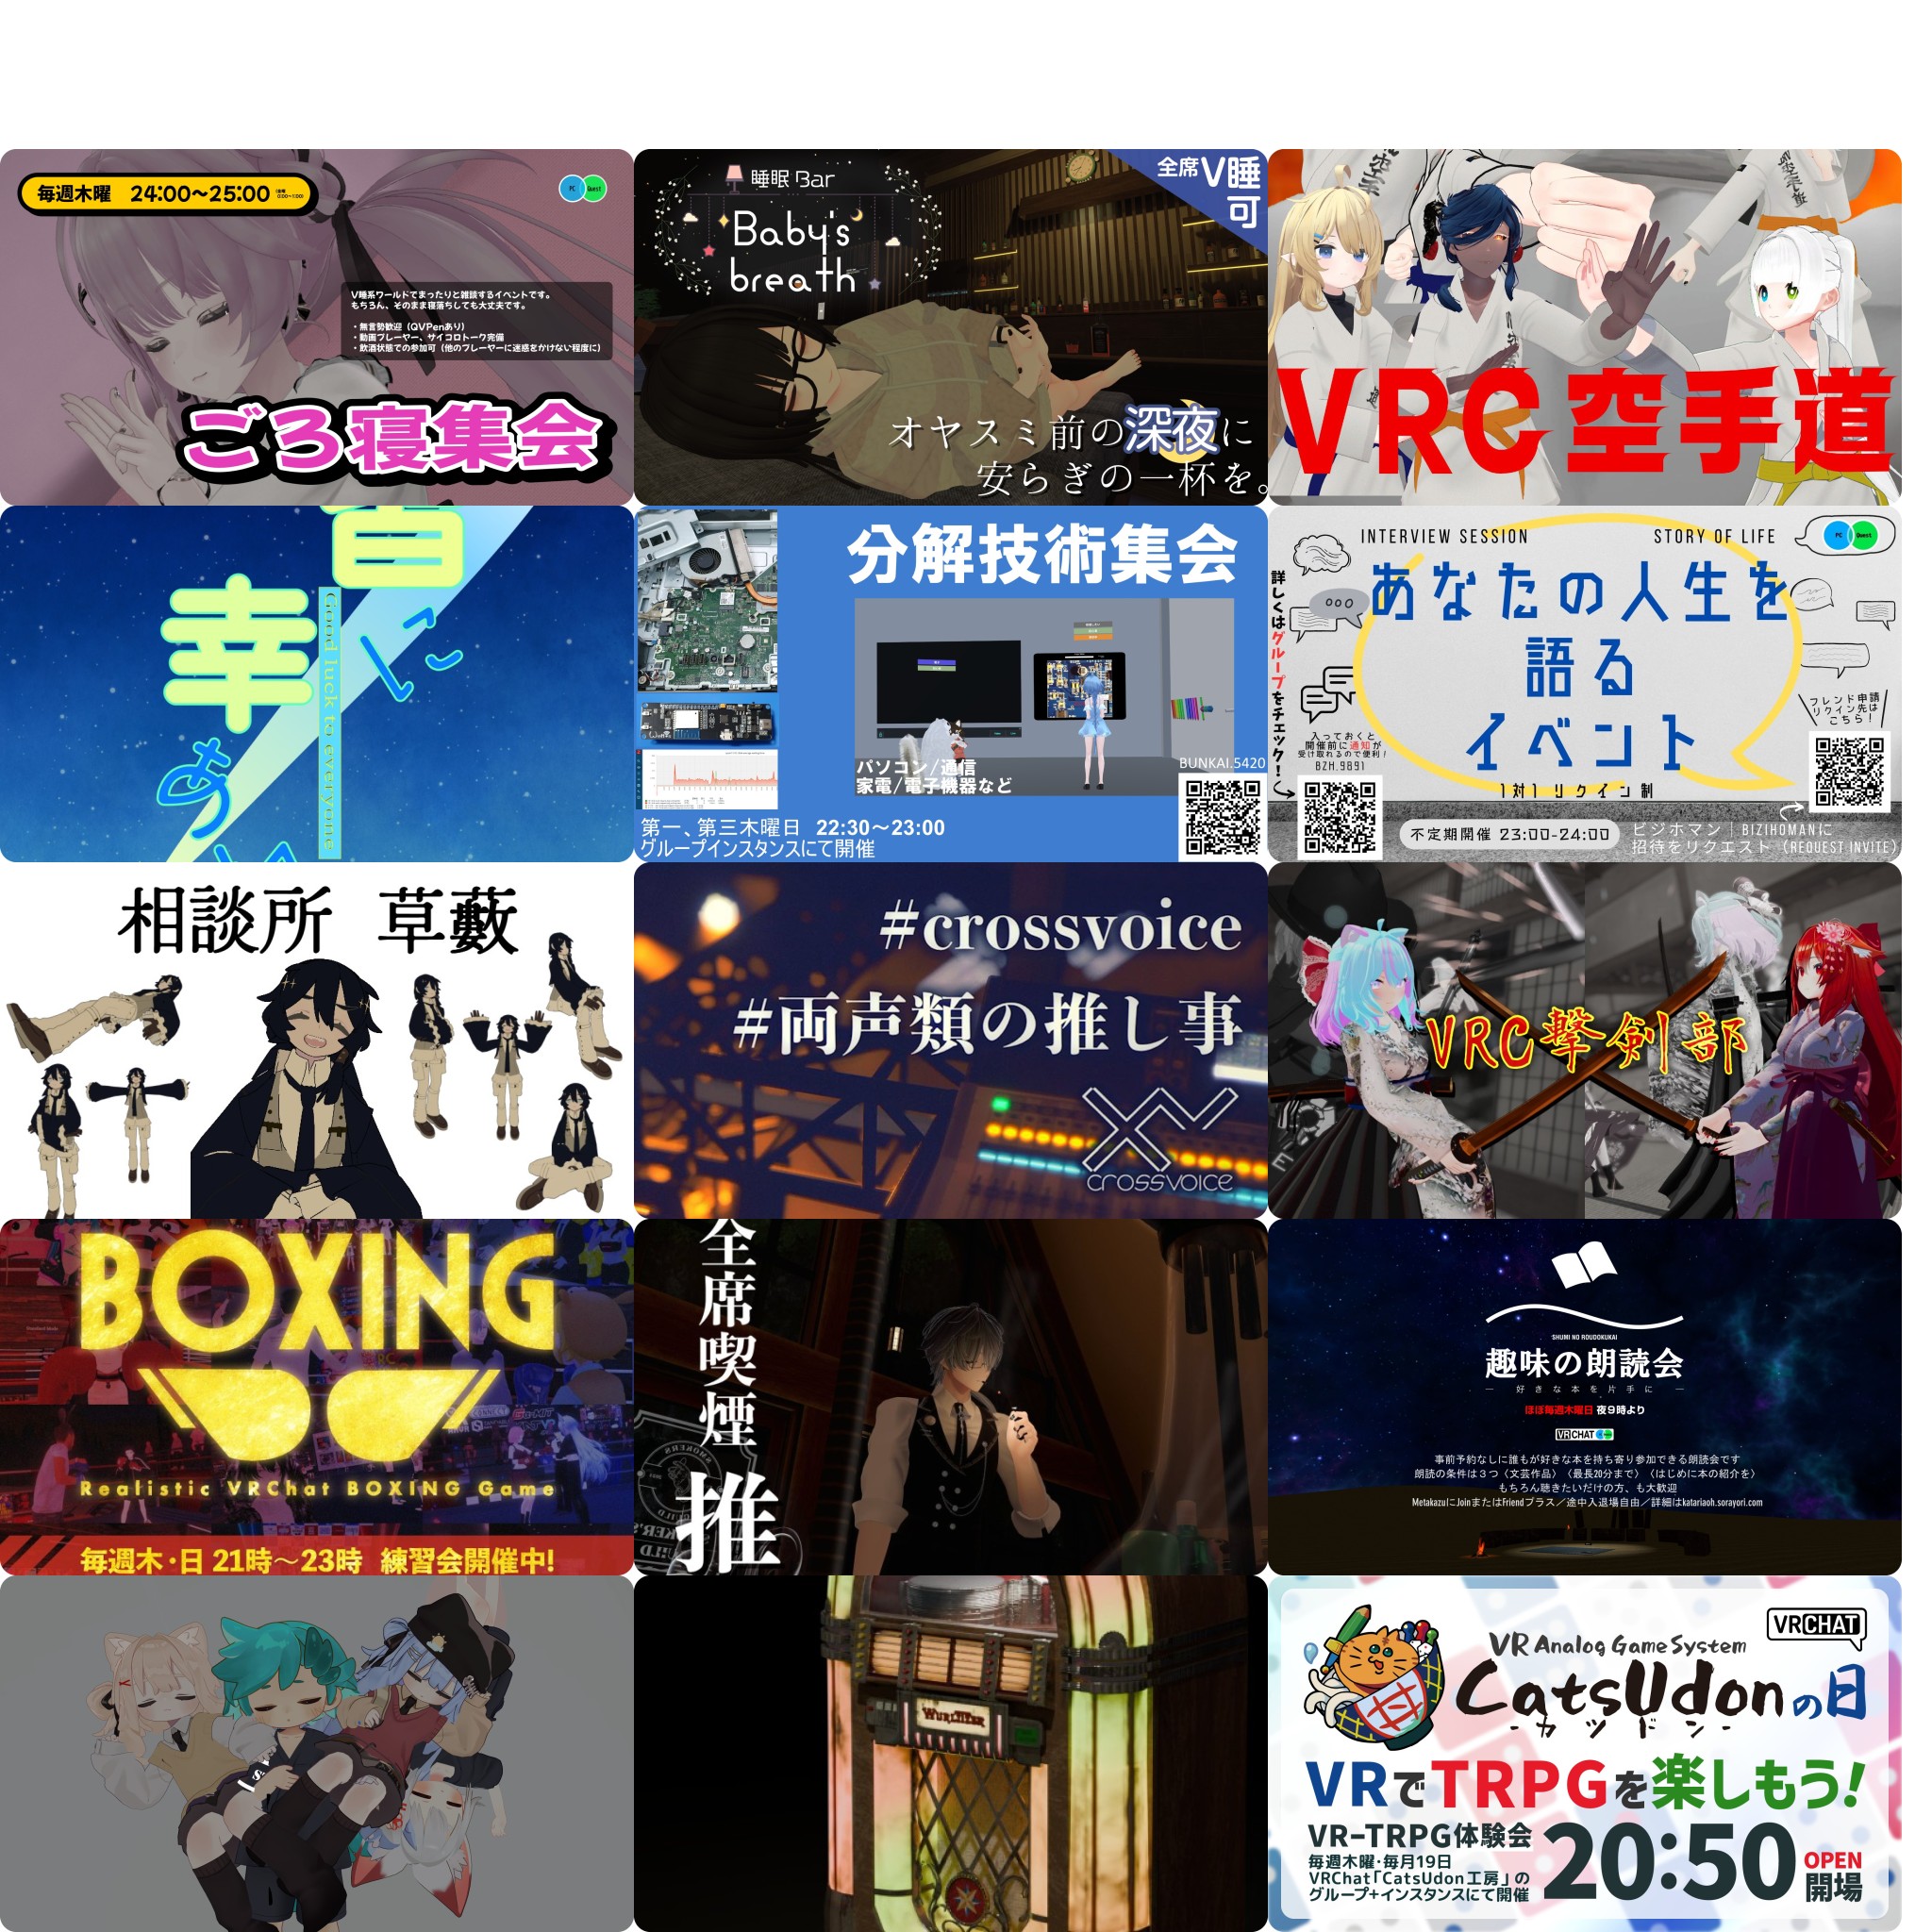 毎週木曜 24:00〜25:00
PC Quest
V睡系ワールドでまったりと雑談するイベントです。
もちろん、そのまま寝落ちしても大丈夫です。
・無言勢歓迎（QVPenあり）
・動画プレーヤー、サイコロトーク完備
・飲酒状態での参加可（他のプレーヤーに迷惑をかけない程度に）
ごろ寝集会
睡眠Bar
Baby's
breath
全席V睡
可
オヤスミ前の深夜に
安らぎの一杯を。
VRC空手道
皆に
幸
あ
Good luck to everyone
分解技術集会
パソコン/通信
家電/電子機器など
BUNKAI.5420
第一、第三木曜日 22:30〜23:00
グループインスタンスにて開催
INTERVIEW SESSION
STORY OF LIFE
PC Quest
あなたの人生を
語る
イベント
1対1 リクイン制
詳しくはグループをチェック!
入っておくと
開催前に通知が
受け取れるので便利!
BZH.9891
フレンド申請
リクイン先は
こちら!
不定期開催 23:00-24:00
ビジホマン｜BIZIHOMANに
招待をリクエスト（REQUEST INVITE）
相談所 草藪
#crossvoice
#両声類の推し事
crossvoice
VRC撃剣部
BOXING
Realistic VRChat BOXING Game
毎週木・日 21時〜23時 練習会開催中!
全席喫煙
推
SHUMI NO ROUDOKUKAI
趣味の朗読会
― 好きな本を片手に ―
ほぼ毎週木曜日 夜9時より
VRCHAT
事前予約なしに誰もが好きな本を持ち寄り参加できる朗読会です
朗読の条件は３つ〈文芸作品〉〈最長20分まで〉〈はじめに本の紹介を〉
もちろん聴きたいだけの方、も大歓迎
MetakazuにJoinまたはFriendプラス／途中入退場自由／詳細はkatariaoh.sorayori.com
WURLITZER
VRCHAT
VR Analog Game System
CatsUdonの日
-カツドン-
VRでTRPGを楽しもう!
VR-TRPG体験会
毎週木曜・毎月19日
VRChat「CatsUdon工房」の
グループ+インスタンスにて開催
20:50
OPEN
開場